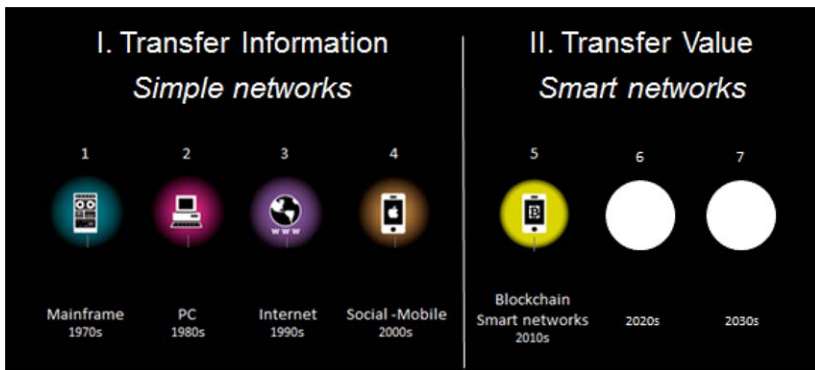 I. Transfer Information
Simple networks
II. Transfer Value
Smart networks
1
2
3
4
5
6
7
www
Mainframe
1970s
PC
1980s
Internet
1990s
Social -Mobile
2000s
Blockchain
Smart networks
2010s
2020s
2030s